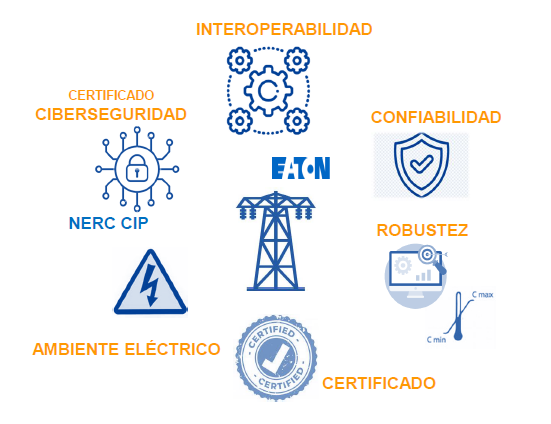 INTEROPERABILIDAD
CERTIFICADO
CIBERSEGURIDAD
CONFIABILIDAD
EATON
NERC CIP
ROBUSTEZ
C max
C min
AMBIENTE ELÉCTRICO
CERTIFIED
CERTIFIED
CERTIFICADO